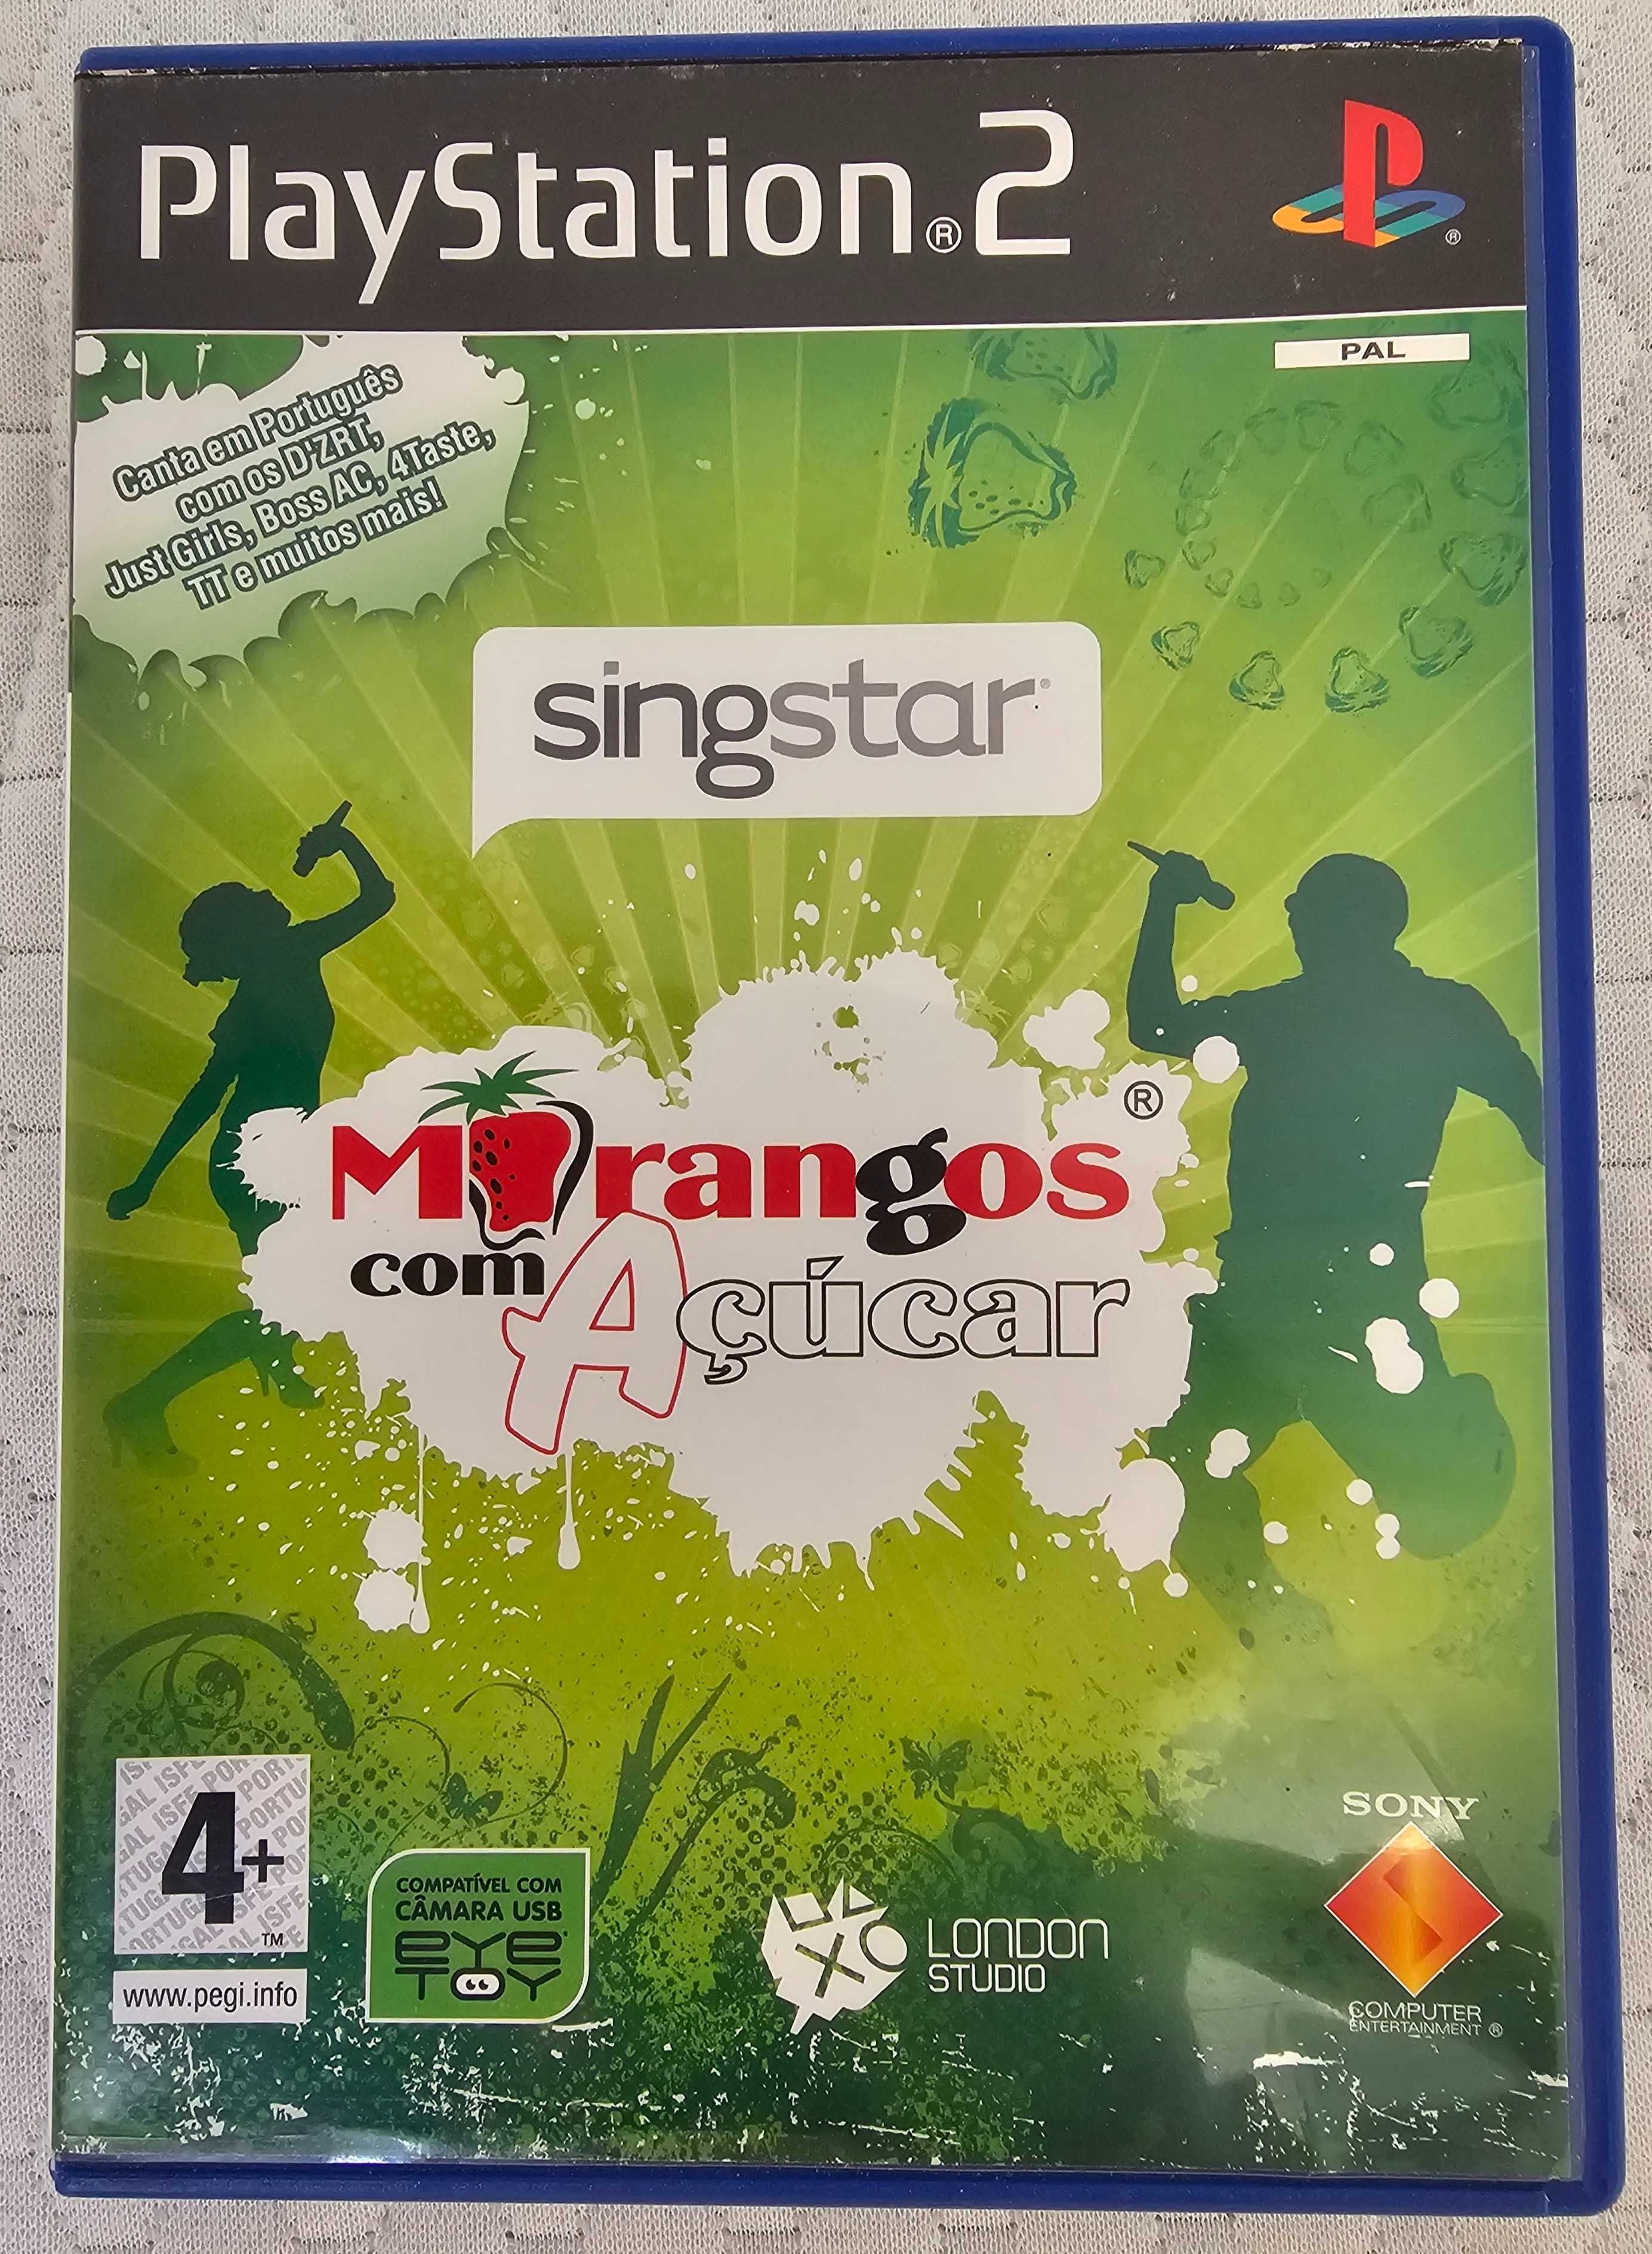 PlayStation®2
®
PAL
Canta em Português
com os D'ZRT,
Just Girls, Boss AC, 4Taste,
TT e muitos mais!
singstar®
Morangos®
com Açúcar
4+
TM
www.pegi.info
COMPATÍVEL COM
CÂMARA USB
EYE
TOY
LONDON
STUDIO
SONY
COMPUTER
ENTERTAINMENT ®